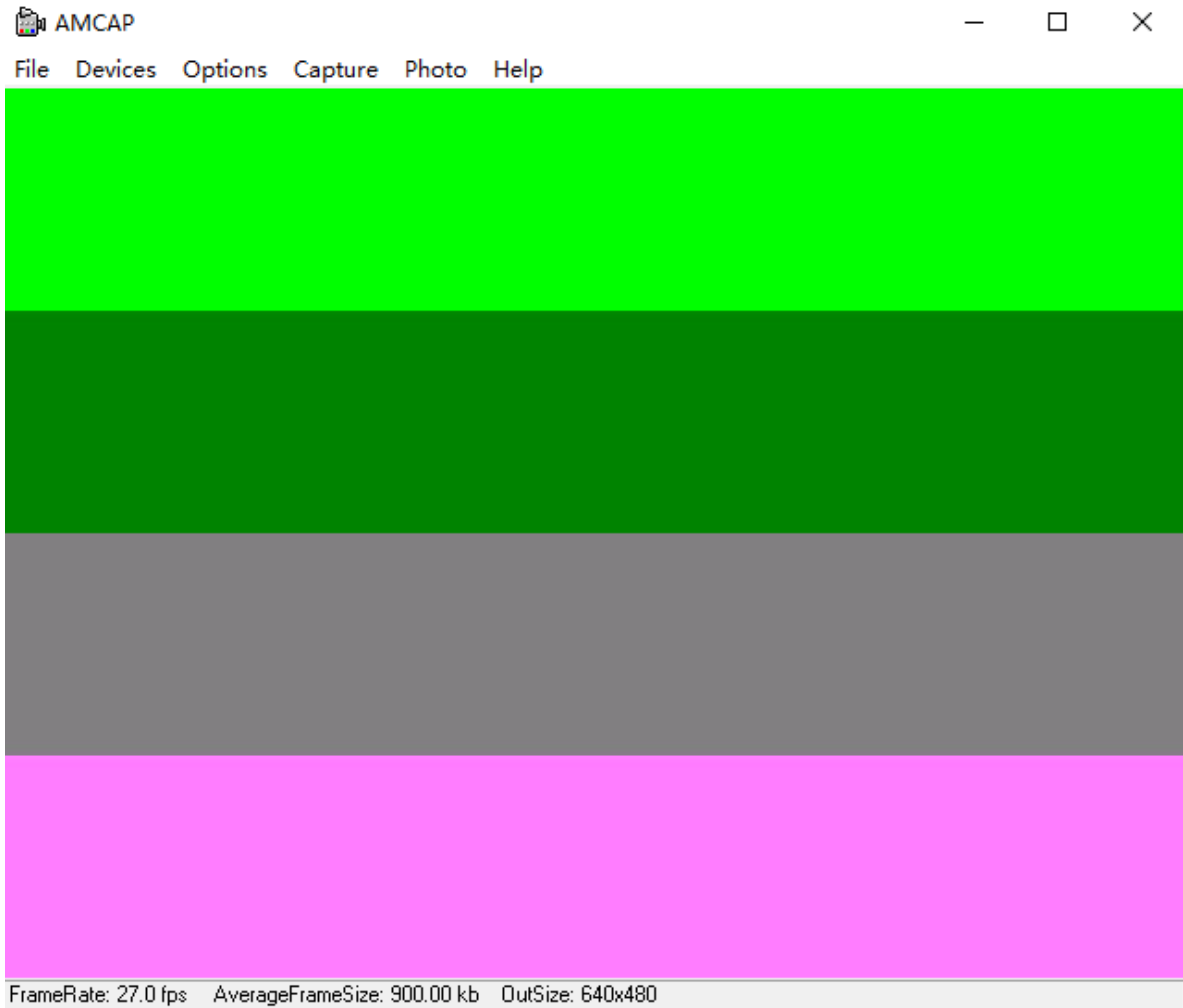 AMCAP
File Devices Options Capture Photo Help
FrameRate: 27.0 fps AverageFrameSize: 900.00 kb OutSize: 640x480